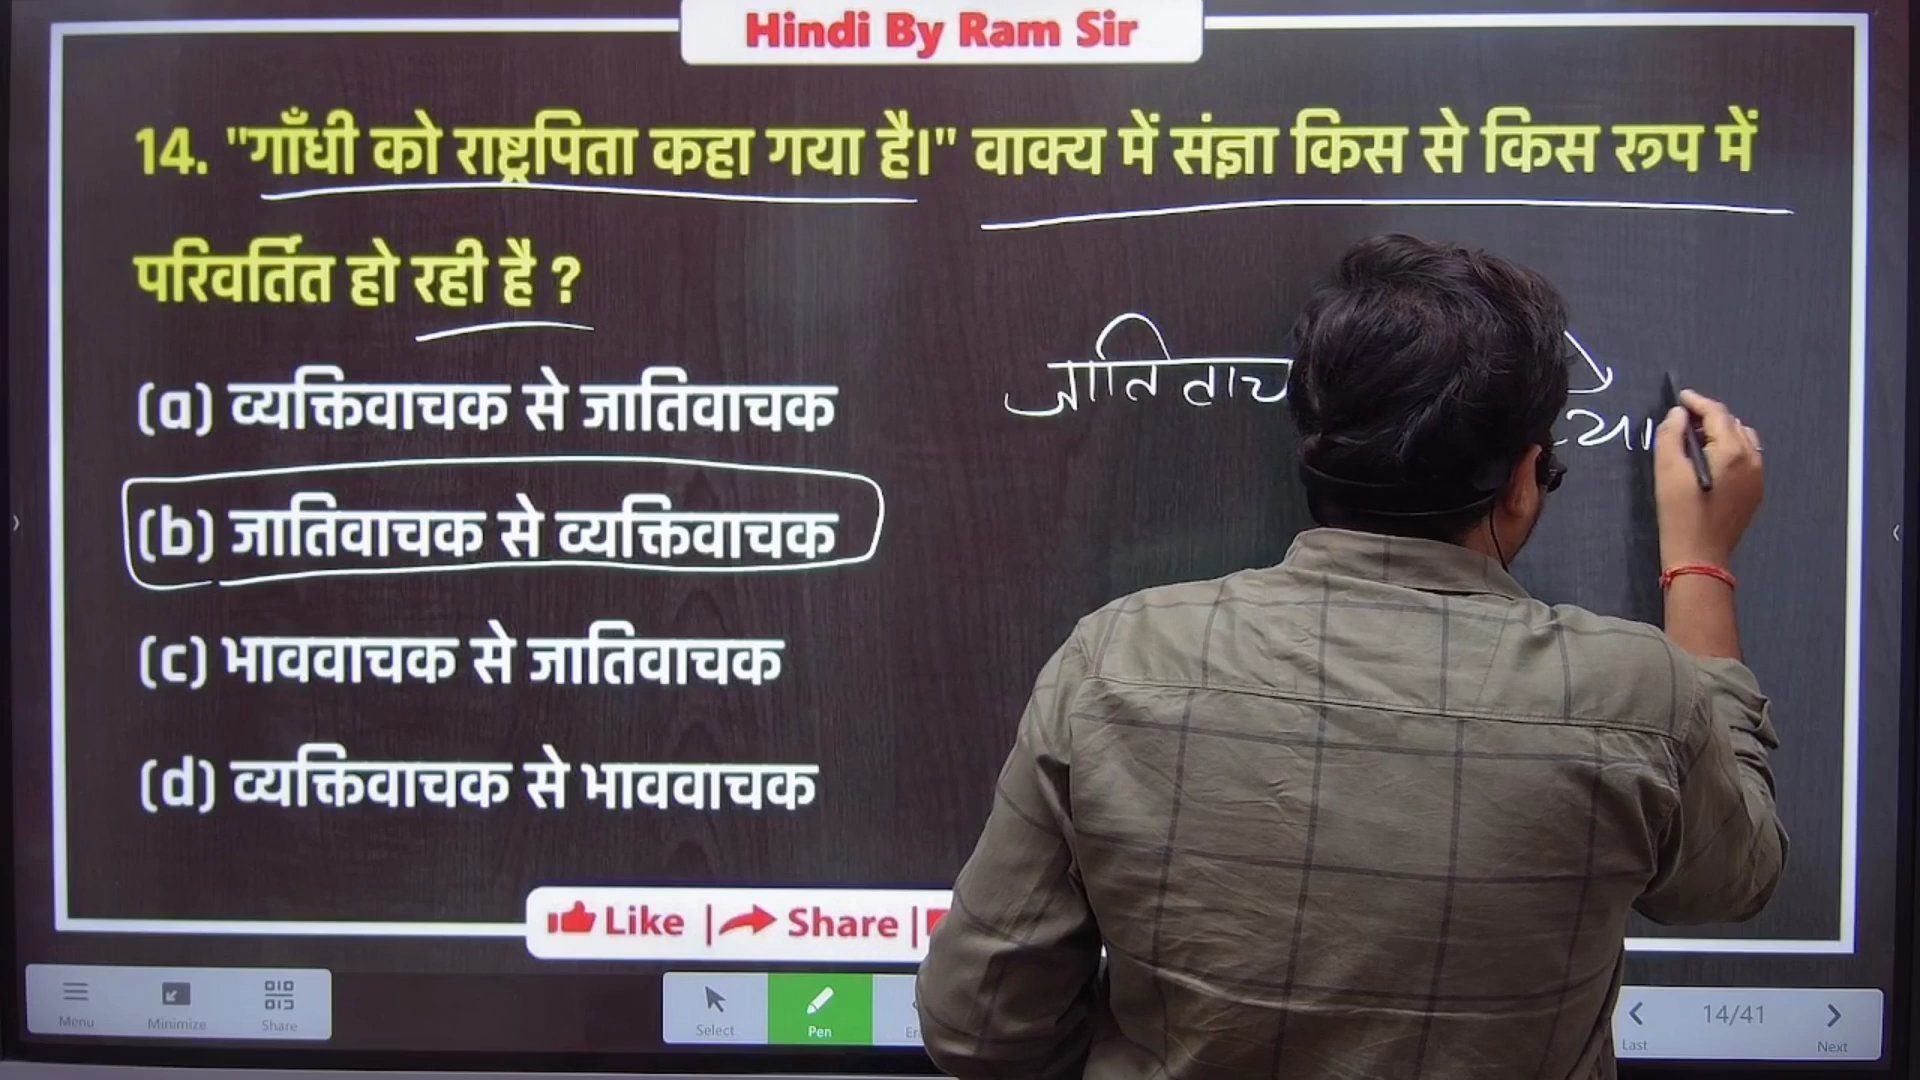 Hindi By Ram Sir
14. "गाँधी को राष्ट्रपिता कहा गया है।" वाक्य में संज्ञा किस से किस रूप में
परिवर्तित हो रही है ?
(a) व्यक्तिवाचक से जातिवाचक
(b) जातिवाचक से व्यक्तिवाचक
(c) भाववाचक से जातिवाचक
(d) व्यक्तिवाचक से भाववाचक
Like | Share |
Menu Minimize Share Select Pen Last 14/41 Next